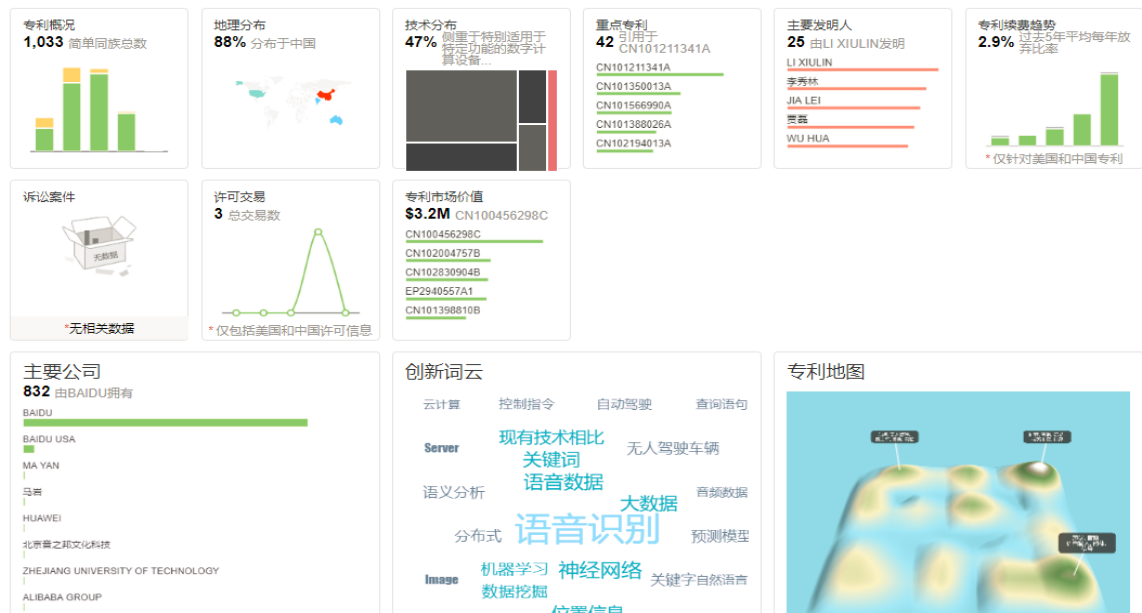 专利概况
1,033 简单同族总数
地理分布
88% 分布于中国
技术分布
47% 侧重于特别适用于
特定功能的数字计
算设备...
重点专利
42 引用于
CN101211341A
CN101211341A
CN101350013A
CN101566990A
CN101388026A
CN102194013A
主要发明人
25 由LI XIULIN发明
LI XIULIN
李秀林
JIA LEI
贾磊
WU HUA
专利续费趋势
2.9% 过去5年平均每年放
弃比率
*仅针对美国和中国专利
诉讼案件
无数据
*无相关数据
许可交易
3 总交易数
*仅包括美国和中国许可信息
专利市场价值
$3.2M CN100456298C
CN100456298C
CN102004757B
CN102830904B
EP2940557A1
CN101398810B
主要公司
832 由BAIDU拥有
BAIDU
BAIDU USA
MA YAN
马岩
HUAWEI
北京音之邦文化科技
ZHEJIANG UNIVERSITY OF TECHNOLOGY
ALIBABA GROUP
创新词云
云计算 控制指令 自动驾驶 查询语句
Server 现有技术相比 无人驾驶车辆
关键词
语义分析 语音数据 音频数据
大数据
分布式 语音识别 预测模型
Image 机器学习 神经网络 关键字 自然语言
数据挖掘
位置信息
专利地图